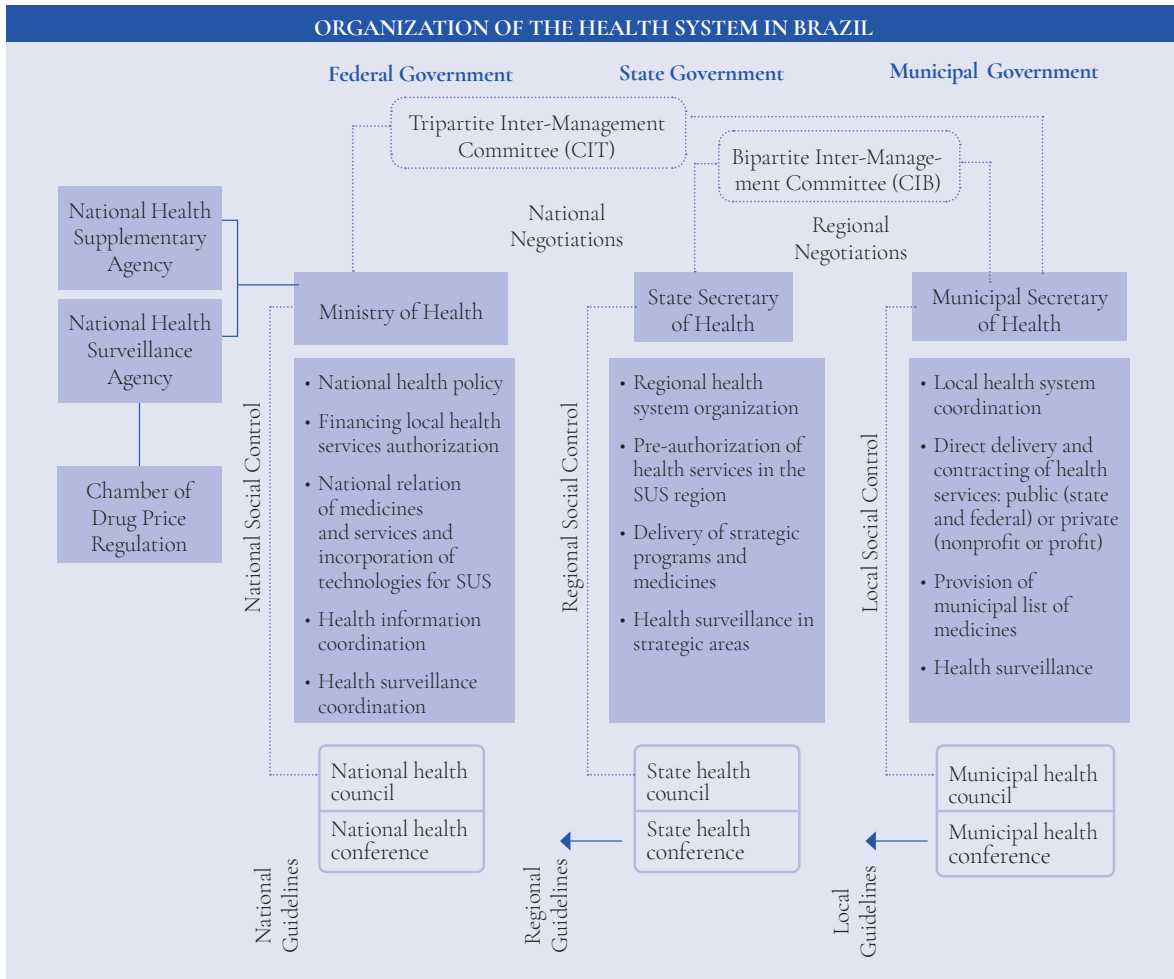 ORGANIZATION OF THE HEALTH SYSTEM IN BRAZIL
Federal Government
State Government
Municipal Government
Tripartite Inter-Management
Committee (CIT)
Bipartite Inter-Manage-
ment Committee (CIB)
National
Negotiations
Regional
Negotiations
National Health
Supplementary
Agency
National Health
Surveillance
Agency
Chamber of
Drug Price
Regulation
Ministry of Health
National Social Control
• National health policy
• Financing local health
services authorization
• National relation
of medicines
and services and
incorporation of
technologies for SUS
• Health information
coordination
• Health surveillance
coordination
National health
council
National health
conference
National
Guidelines
State Secretary
of Health
Regional Social Control
• Regional health
system organization
• Pre-authorization of
health services in the
SUS region
• Delivery of strategic
programs and
medicines
• Health surveillance in
strategic areas
State health
council
State health
conference
Regional
Guidelines
Municipal Secretary
of Health
Local Social Control
• Local health system
coordination
• Direct delivery and
contracting of health
services: public (state
and federal) or private
(nonprofit or profit)
• Provision of
municipal list of
medicines
• Health surveillance
Municipal health
council
Municipal health
conference
Local
Guidelines